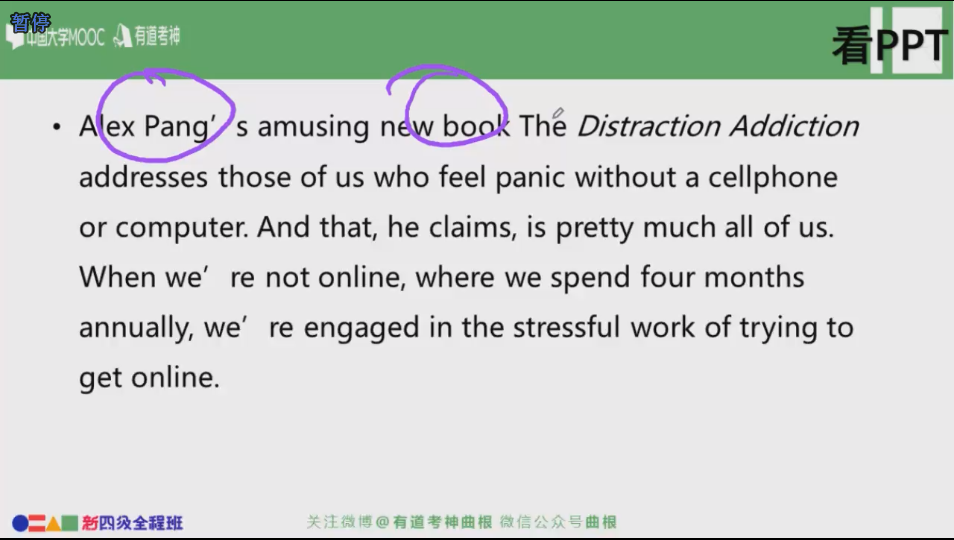 暂停
中国大学MOOC 有道考神
看PPT
• Alex Pang’s amusing new book The Distraction Addiction
addresses those of us who feel panic without a cellphone
or computer. And that, he claims, is pretty much all of us.
When we’re not online, where we spend four months
annually, we’re engaged in the stressful work of trying to
get online.
新四级全程班
关注微博@有道考神曲根 微信公众号曲根